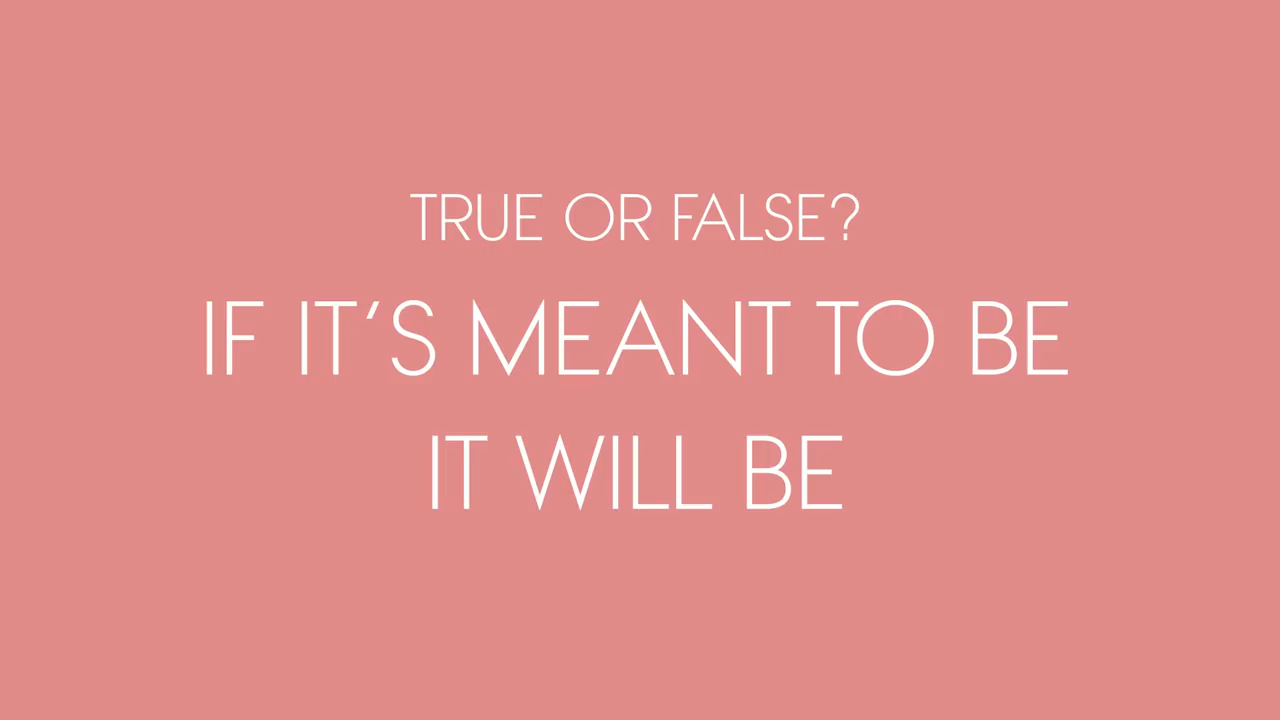 TRUE OR FALSE?
IF IT'S MEANT TO BE
IT WILL BE